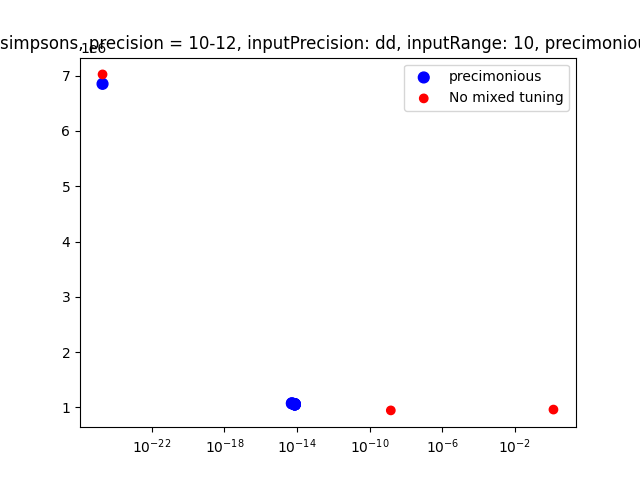 simpsons, precision = 10-12, inputPrecision: dd, inputRange: 10,
1e6
precimonious
No mixed tuning
7
6
5
4
3
2
1
10⁻²² 10⁻¹⁸ 10⁻¹⁴ 10⁻¹⁰ 10⁻⁶ 10⁻²